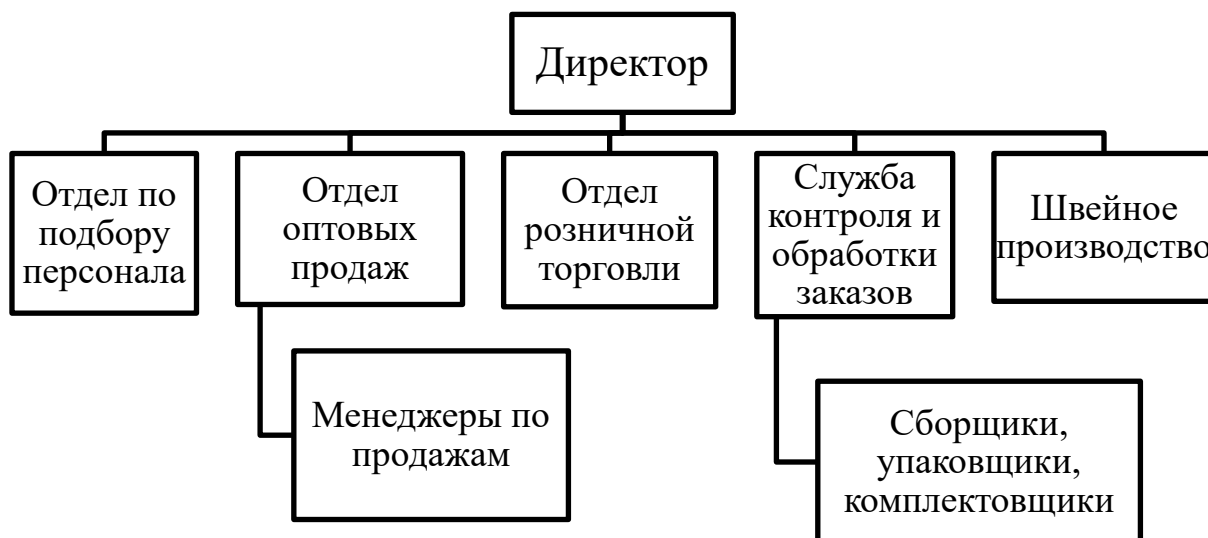 Директор
Отдел по
подбору
персонала
Отдел
оптовых
продаж
Отдел
розничной
торговли
Служба
контроля и
обработки
заказов
Швейное
производство
Менеджеры по
продажам
Сборщики,
упаковщики,
комплектовщики